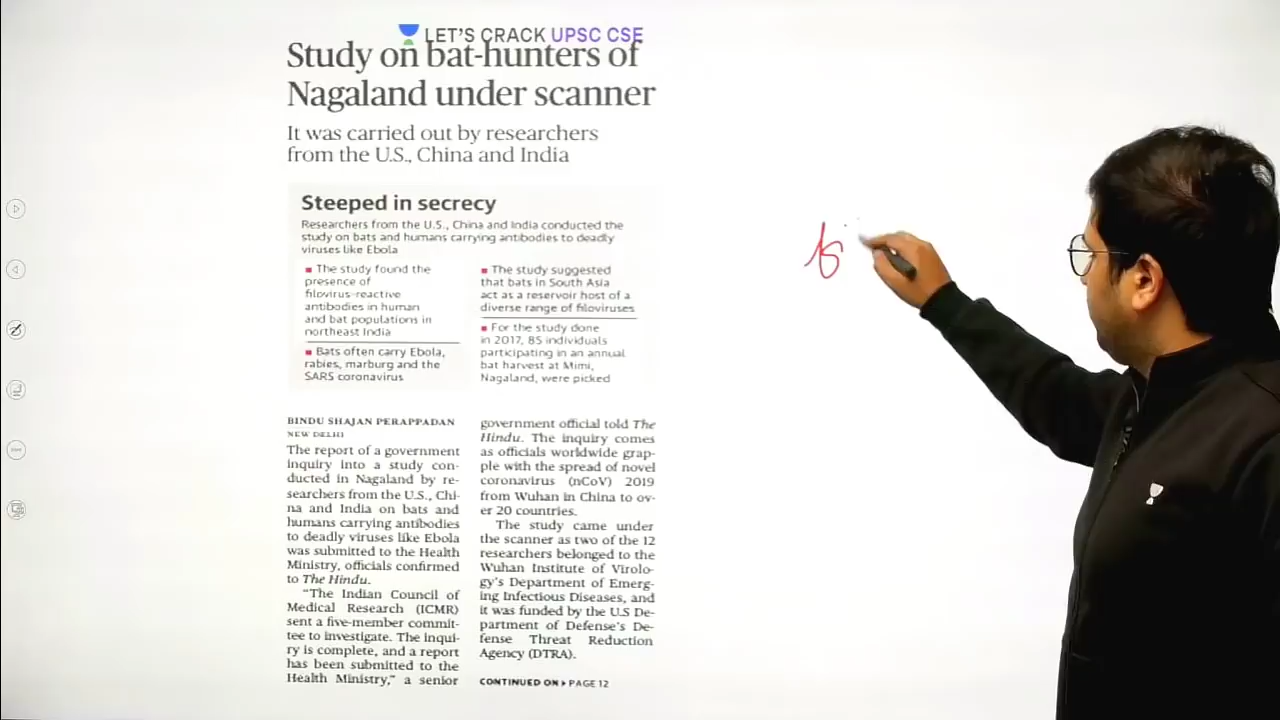 LET'S CRACK UPSC CSE
Study on bat-hunters of
Nagaland under scanner
It was carried out by researchers
from the U.S., China and India
Steeped in secrecy
Researchers from the U.S., China and India conducted the
study on bats and humans carrying antibodies to deadly
viruses like Ebola
■ The study found the
presence of
filovirus-reactive
antibodies in human
and bat populations in
northeast India
■ Bats often carry Ebola,
rabies, marburg and the
SARS coronavirus
■ The study suggested
that bats in South Asia
act as a reservoir host of a
diverse range of filoviruses
■ For the study done
in 2017, 85 individuals
participating in an annual
bat harvest at Mimi,
Nagaland, were picked
BINDU SHAJAN PERAPPADAN
NEW DELHI
The report of a government
inquiry into a study con-
ducted in Nagaland by re-
searchers from the U.S., Chi-
na and India on bats and
humans carrying antibodies
to deadly viruses like Ebola
was submitted to the Health
Ministry, officials confirmed
to The Hindu.
"The Indian Council of
Medical Research (ICMR)
sent a five-member commit-
tee to investigate. The inqui-
ry is complete, and a report
has been submitted to the
Health Ministry," a senior
government official told The
Hindu. The inquiry comes
as officials worldwide grap-
ple with the spread of novel
coronavirus (nCoV) 2019
from Wuhan in China to ov-
er 20 countries.
The study came under
the scanner as two of the 12
researchers belonged to the
Wuhan Institute of Virolo-
gy's Department of Emerg-
ing Infectious Diseases, and
it was funded by the U.S De-
partment of Defense's De-
fense Threat Reduction
Agency (DTRA).
CONTINUED ON ▸ PAGE 12